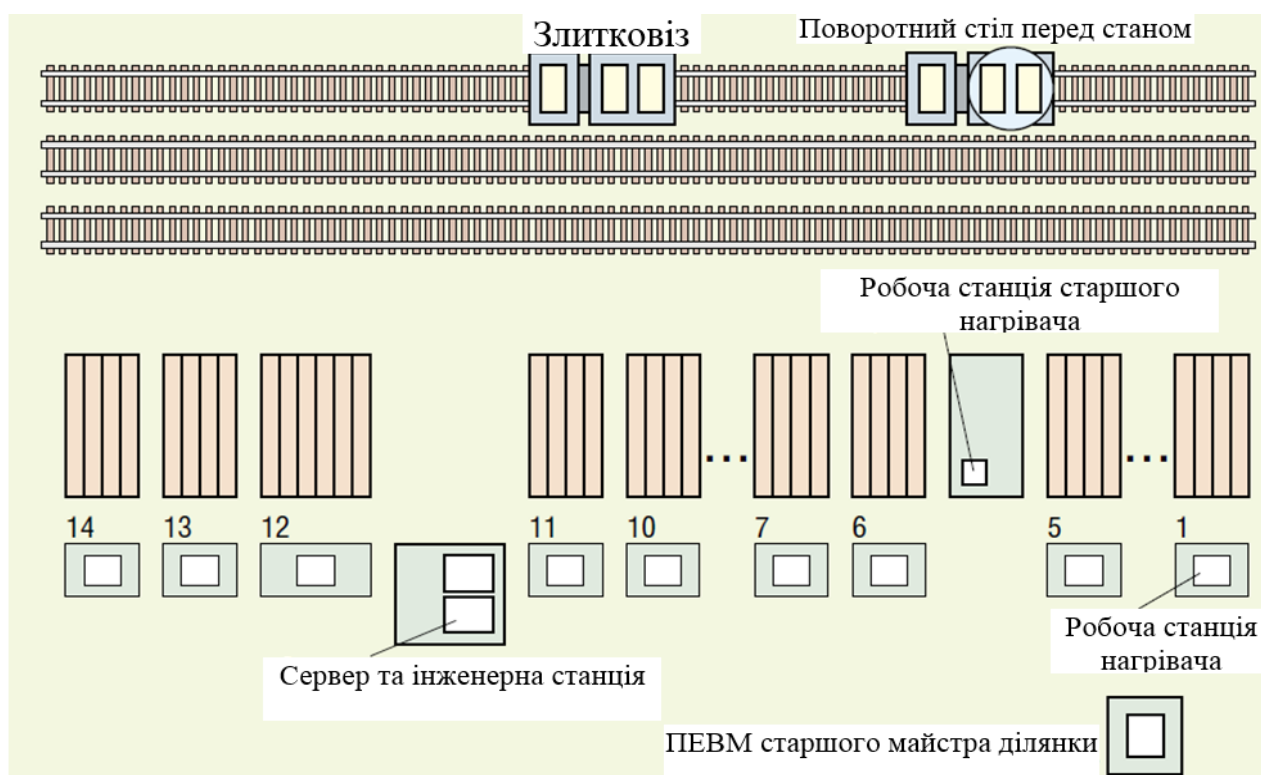 Злитковіз
Поворотний стіл перед станом
Робоча станція старшого
нагрівача
...
...
14
13
12
11
10
7
6
5
1
Робоча станція
нагрівача
Сервер та інженерна станція
ПЕВМ старшого майстра ділянки